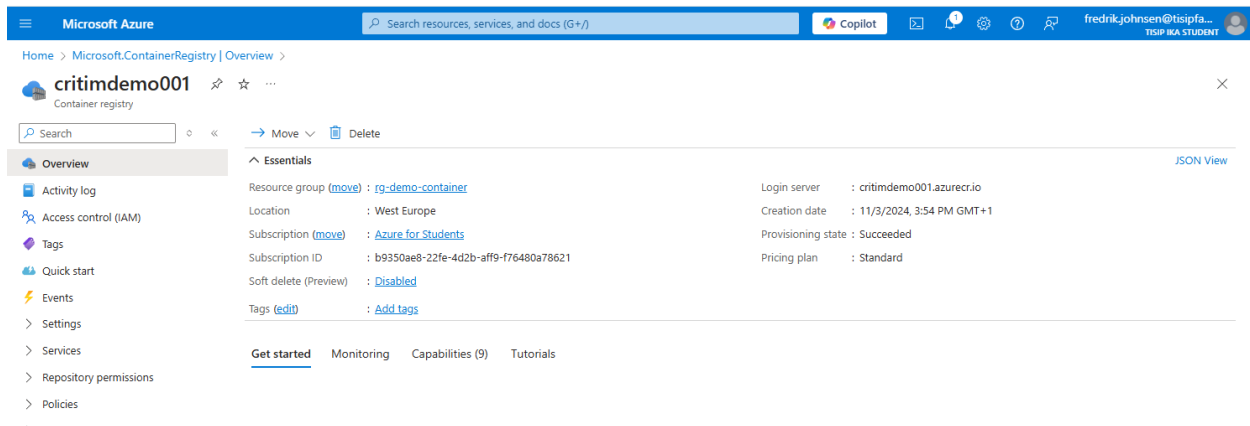 Microsoft Azure
Search resources, services, and docs (G+/)
Copilot
1
fredrik.johnsen@tisipfa...
TISIP IKA STUDENT
Home > Microsoft.ContainerRegistry | Overview >
critimdemo001
Container registry
Search
Move
Delete
Overview
Activity log
Access control (IAM)
Tags
Quick start
Events
Settings
Services
Repository permissions
Policies
Essentials
JSON View
Resource group (move) : rg-demo-container
Location : West Europe
Subscription (move) : Azure for Students
Subscription ID : b9350ae8-22fe-4d2b-aff9-f76480a78621
Soft delete (Preview) : Disabled
Tags (edit) : Add tags
Login server : critimdemo001.azurecr.io
Creation date : 11/3/2024, 3:54 PM GMT+1
Provisioning state : Succeeded
Pricing plan : Standard
Get started Monitoring Capabilities (9) Tutorials